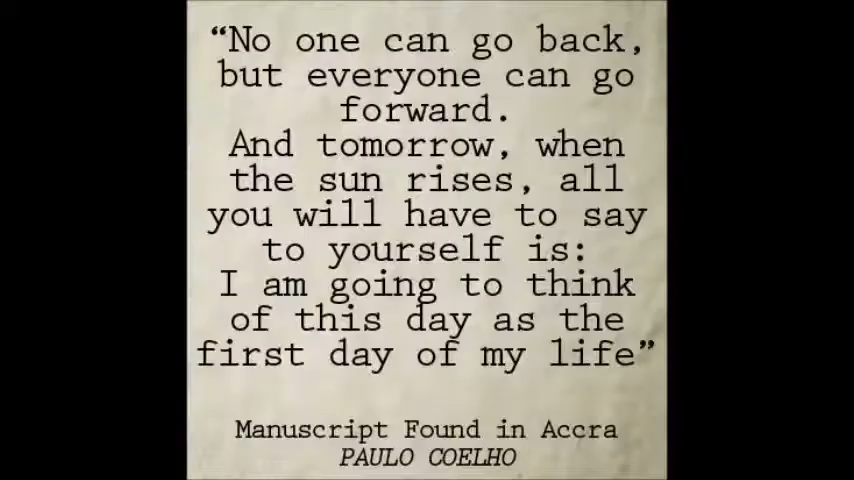 “No one can go back,
but everyone can go
forward.
And tomorrow, when
the sun rises, all
you will have to say
to yourself is:
I am going to think
of this day as the
first day of my life”
Manuscript Found in Accra
PAULO COELHO